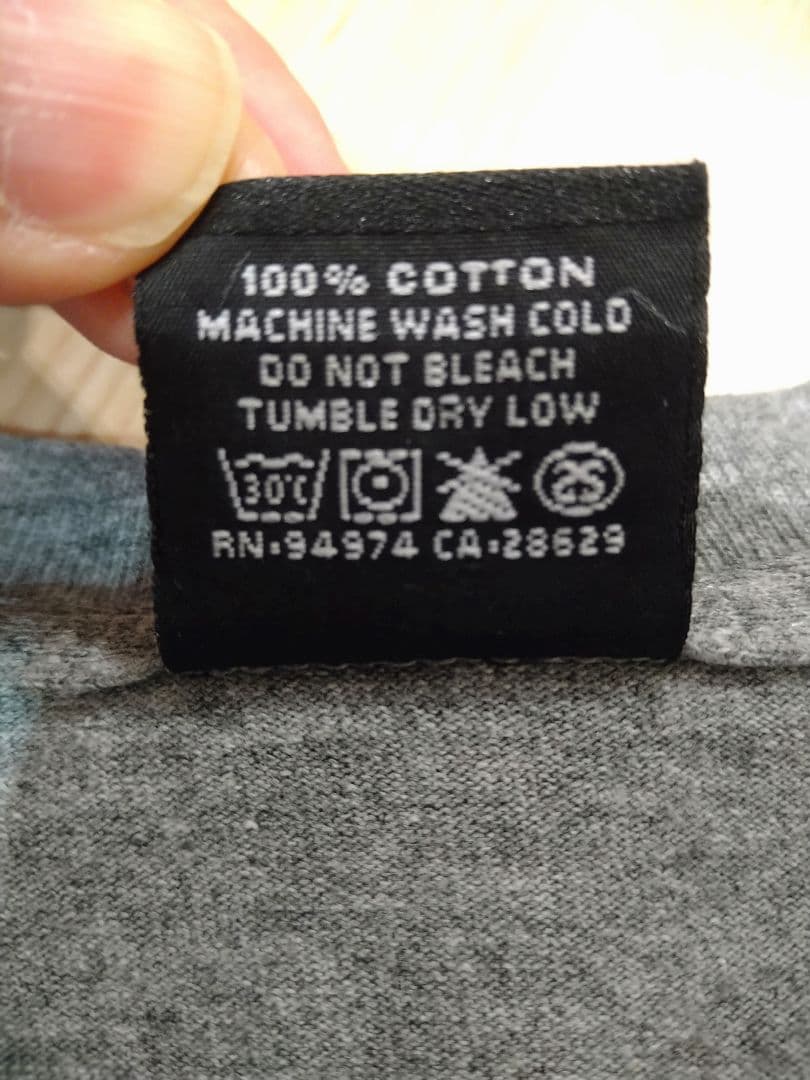 100% COTTON
MACHINE WASH COLD
DO NOT BLEACH
TUMBLE DRY LOW
30°C
RN:94974 CA:28629